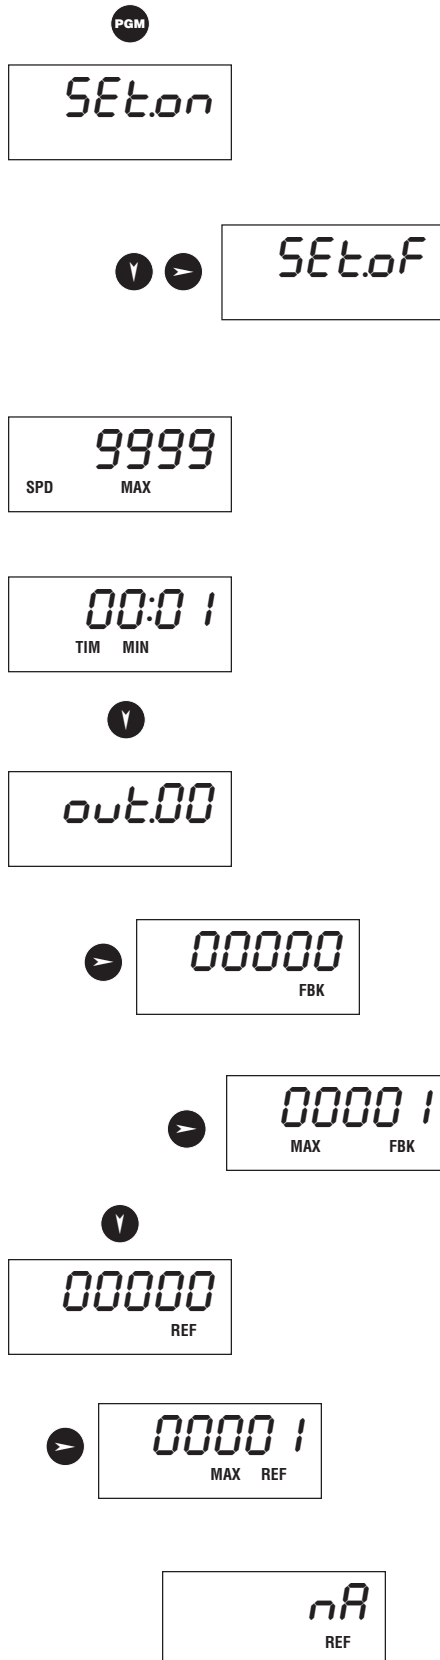 PGM
SEt.on
SEt.oF
9999
SPD MAX
00:01
TIM MIN
out.00
00000
FBK
00001
MAX FBK
00000
REF
00001
MAX REF
nA
REF